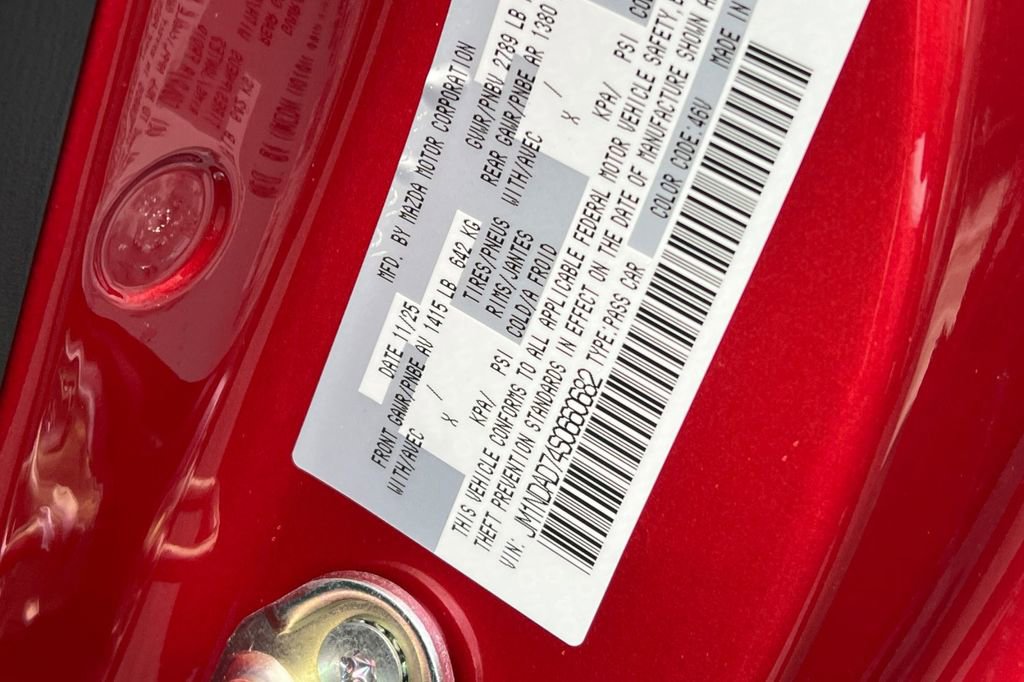 MFD. BY MAZDA MOTOR CORPORATION
DATE 11/25 GVWR/PNBV 2789 LB
FRONT GAWR/PNBE AV 1415 LB 642 KG REAR GAWR/PNBE AR 1380
WITH/AVEC / TIRES/PNEUS WITH/AVEC /
X RIMS/JANTES X
KPA/ PSI COLD/A FROID KPA/ PSI
THIS VEHICLE CONFORMS TO ALL APPLICABLE FEDERAL MOTOR VEHICLE SAFETY,
THEFT PREVENTION STANDARDS IN EFFECT ON THE DATE OF MANUFACTURE SHOWN
VIN: JM1NDAD74S0660682 TYPE:PASS CAR COLOR CODE:46V MADE IN